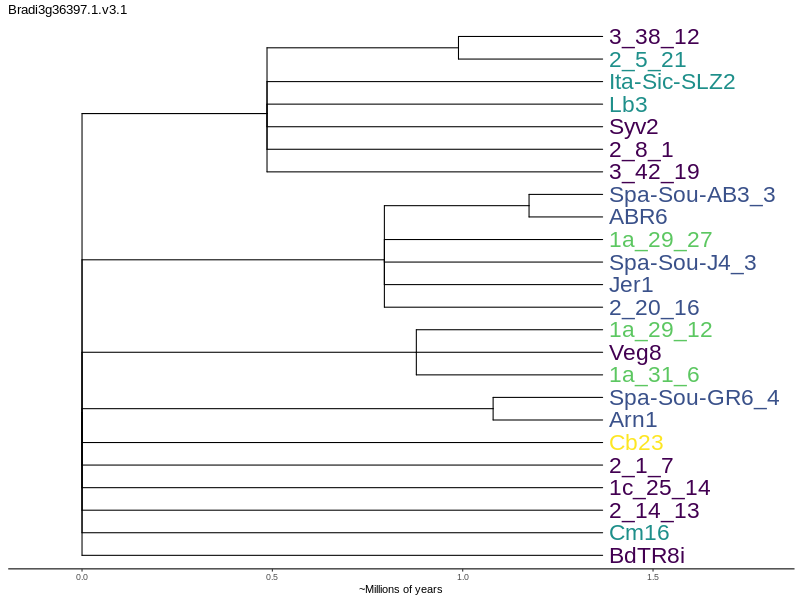 Bradi3g36397.1.v3.1
3_38_12
2_5_21
Ita-Sic-SLZ2
Lb3
Syv2
2_8_1
3_42_19
Spa-Sou-AB3_3
ABR6
1a_29_27
Spa-Sou-J4_3
Jer1
2_20_16
1a_29_12
Veg8
1a_31_6
Spa-Sou-GR6_4
Arn1
Cb23
2_1_7
1c_25_14
2_14_13
Cm16
BdTR8i
0.0 0.5 1.0 1.5
~Millions of years